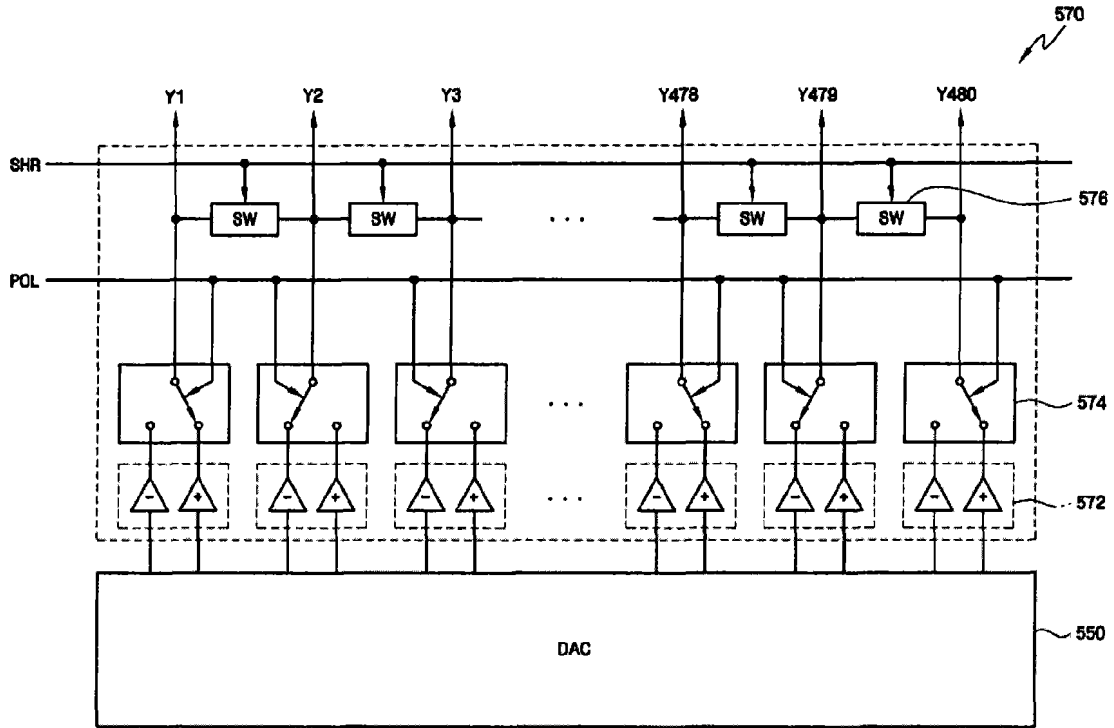 570
Y1 Y2 Y3 Y478 Y479 Y480
SHR
SW SW ... SW SW 576
POL
... 574
- + - + - + ... - + - + - + 572
DAC 550